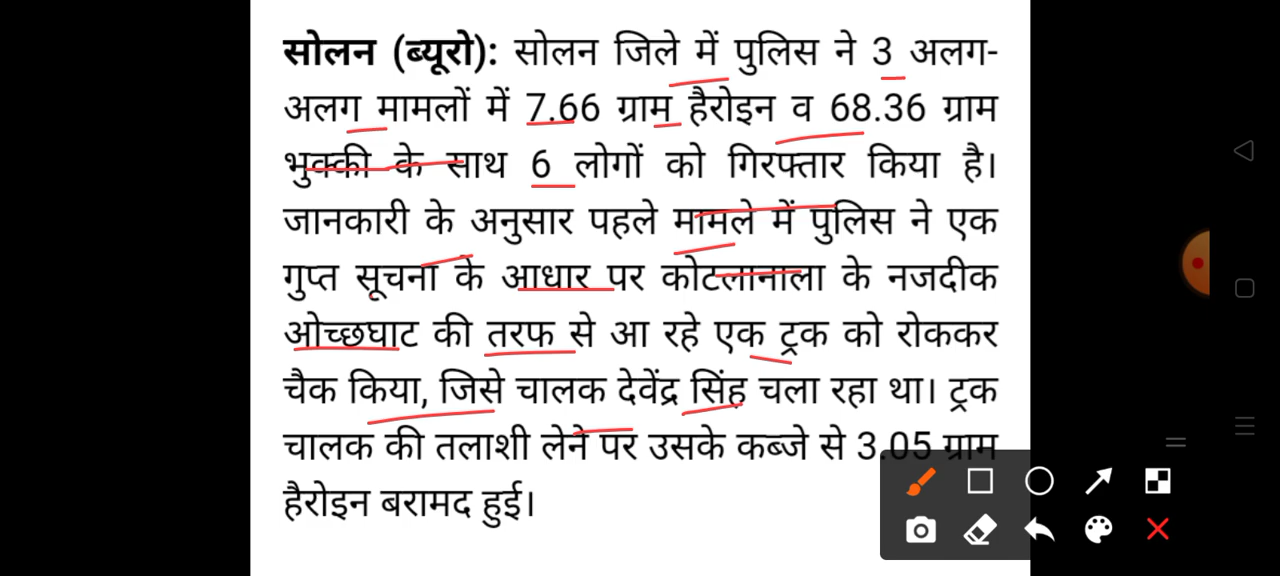 सोलन (ब्यूरो): सोलन जिले में पुलिस ने 3 अलग-
अलग मामलों में 7.66 ग्राम हैरोइन व 68.36 ग्राम
भुक्की के साथ 6 लोगों को गिरफ्तार किया है।
जानकारी के अनुसार पहले मामले में पुलिस ने एक
गुप्त सूचना के आधार पर कोटलानाला के नजदीक
ओच्छघाट की तरफ से आ रहे एक ट्रक को रोककर
चैक किया, जिसे चालक देवेंद्र सिंह चला रहा था। ट्रक
चालक की तलाशी लेने पर उसके कब्जे से 3.05 ग्राम
हैरोइन बरामद हुई।